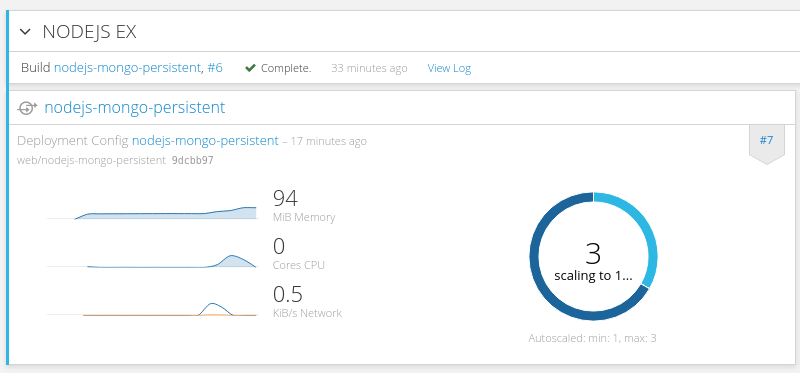 NODEJS EX
Build nodejs-mongo-persistent, #6 Complete. 33 minutes ago View Log
nodejs-mongo-persistent
Deployment Config nodejs-mongo-persistent – 17 minutes ago
#7
web/nodejs-mongo-persistent 9dcbb97
94
MiB Memory
0
Cores CPU
0.5
KiB/s Network
3
scaling to 1...
Autoscaled: min: 1, max: 3